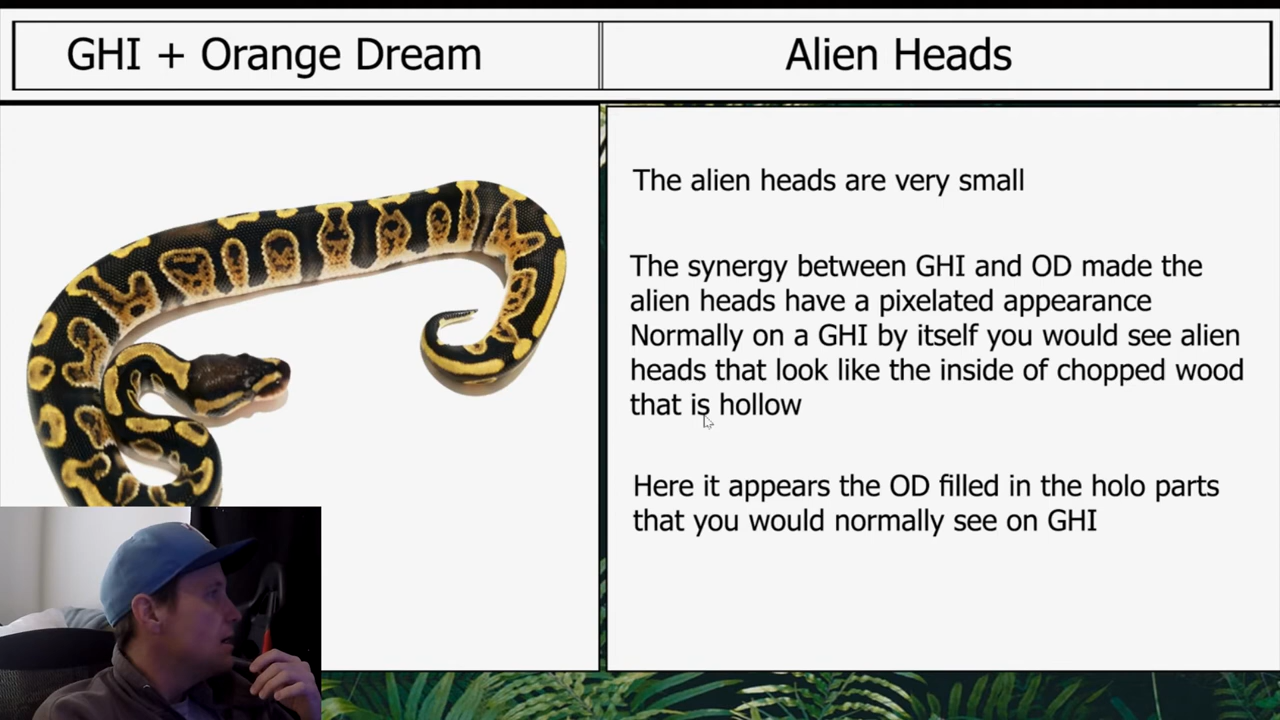 GHI + Orange Dream
Alien Heads
The alien heads are very small
The synergy between GHI and OD made the
alien heads have a pixelated appearance
Normally on a GHI by itself you would see alien
heads that look like the inside of chopped wood
that is hollow
Here it appears the OD filled in the holo parts
that you would normally see on GHI